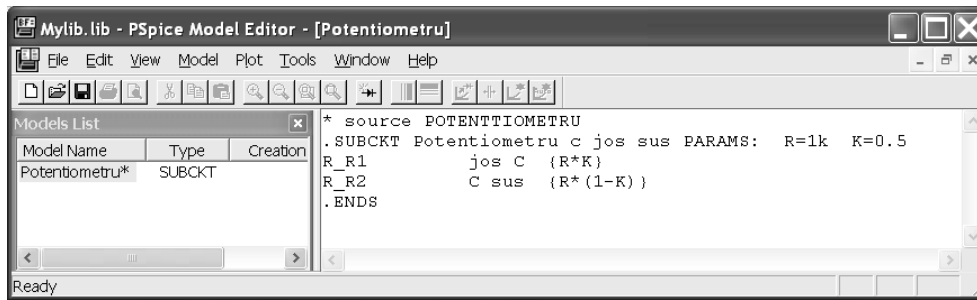 Mylib.lib - PSpice Model Editor - [Potentiometru]
File Edit View Model Plot Tools Window Help
Models List
Model Name Type Creation
Potentiometru* SUBCKT
* source POTENTTIOMETRU
.SUBCKT Potentiometru c jos sus PARAMS: R=1k K=0.5
R_R1 jos C {R*K}
R_R2 C sus {R*(1-K)}
.ENDS
Ready